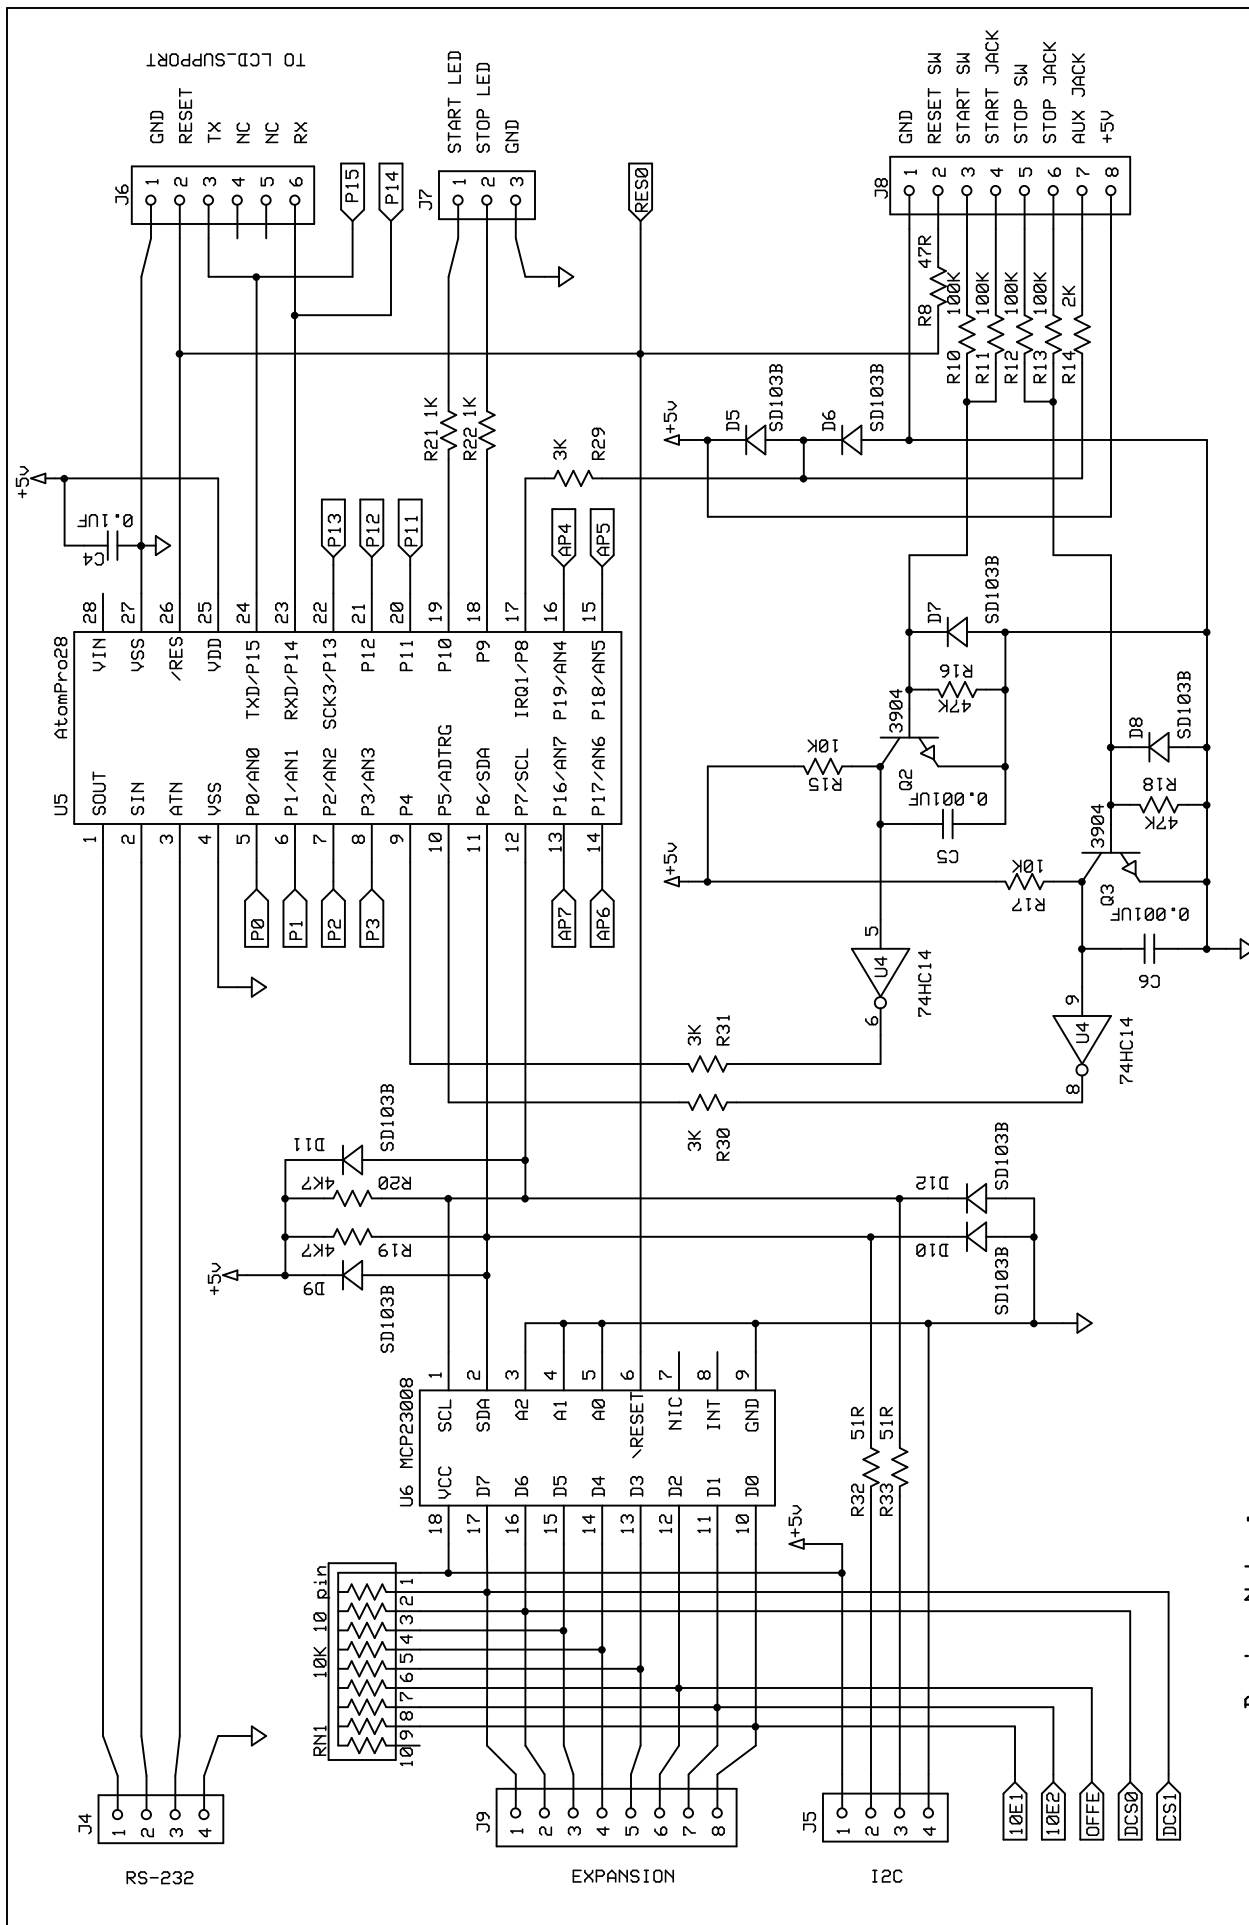 TO LCD_SUPPORT
J6
1 GND
2 RESET
3 TX
4 NC
5 NC
6 RX
P15
P14
J7
1 START LED
2 STOP LED
3 GND
RES0
J8
1 GND
2 RESET SW
3 START SW
4 START JACK
5 STOP SW
6 STOP JACK
7 AUX JACK
8 +5V
R8 47R
R10 100K
R11 100K
R12 100K
R13 100K
R14 2K
+5v
C4 0.1UF
R21 1K
R22 1K
3K R29
+5v
D5 SD103B
D6 SD103B
P13
P12
P11
AP4
AP5
U5 AtomPro28
28 VIN
27 VSS
26 /RES
25 VDD
24 TXD/P15
23 RXD/P14
22 SCK3/P13
21 P12
20 P11
19 P10
18 P9
17 IRQ1/P8
16 P19/AN4
15 P18/AN5
1 SOUT
2 SIN
3 ATN
4 VSS
5 P0/AN0
6 P1/AN1
7 P2/AN2
8 P3/AN3
9 P4
10 P5/ADTRG
11 P6/SDA
12 P7/SCL
13 P16/AN7
14 P17/AN6
P0
P1
P2
P3
AP7
AP6
D7 SD103B
R16 47K
3904 Q2
R15 10K
C5 0.001UF
D8 SD103B
R18 47K
3904 Q3
R17 10K
C6 0.001UF
+5v
5 U4 6
74HC14
9 U4 8
74HC14
3K R31
3K R30
D11 SD103B
4K7 R20
4K7 R19
D9 SD103B
+5v
D12 SD103B
D10 SD103B
U6 MCP23008
1 SCL
2 SDA
3 A2
4 A1
5 A0
6 \RESET
7 NIC
8 INT
9 GND
18 VCC
17 D7
16 D6
15 D5
14 D4
13 D3
12 D2
11 D1
10 D0
R32 51R
R33 51R
+5v
RN1 10K 10 pin
1
2
3
4
5
6
7
8
9
10
J4
1
2
3
4
RS-232
J9
1
2
3
4
5
6
7
8
EXPANSION
J5
1
2
3
4
I2C
10E1
10E2
OFFE
DCS0
DCS1